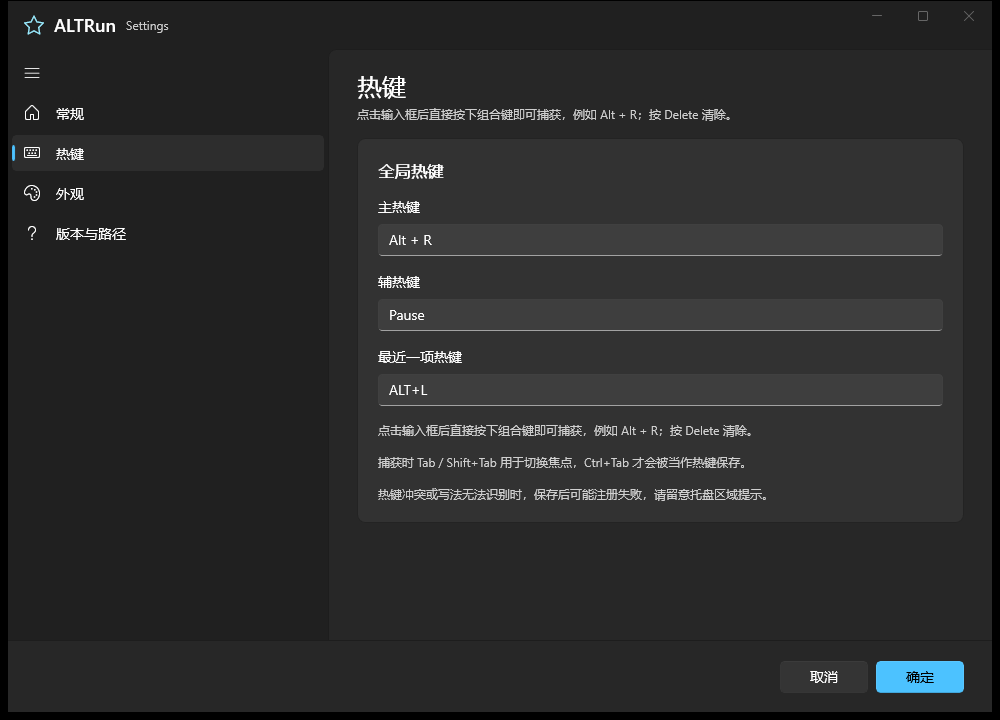 ALTRun Settings
常规
热键
外观
版本与路径
热键
点击输入框后直接按下组合键即可捕获，例如 Alt + R；按 Delete 清除。
全局热键
主热键
Alt + R
辅热键
Pause
最近一项热键
ALT+L
点击输入框后直接按下组合键即可捕获，例如 Alt + R；按 Delete 清除。
捕获时 Tab / Shift+Tab 用于切换焦点，Ctrl+Tab 才会被当作热键保存。
热键冲突或写法无法识别时，保存后可能注册失败，请留意托盘区域提示。
取消
确定